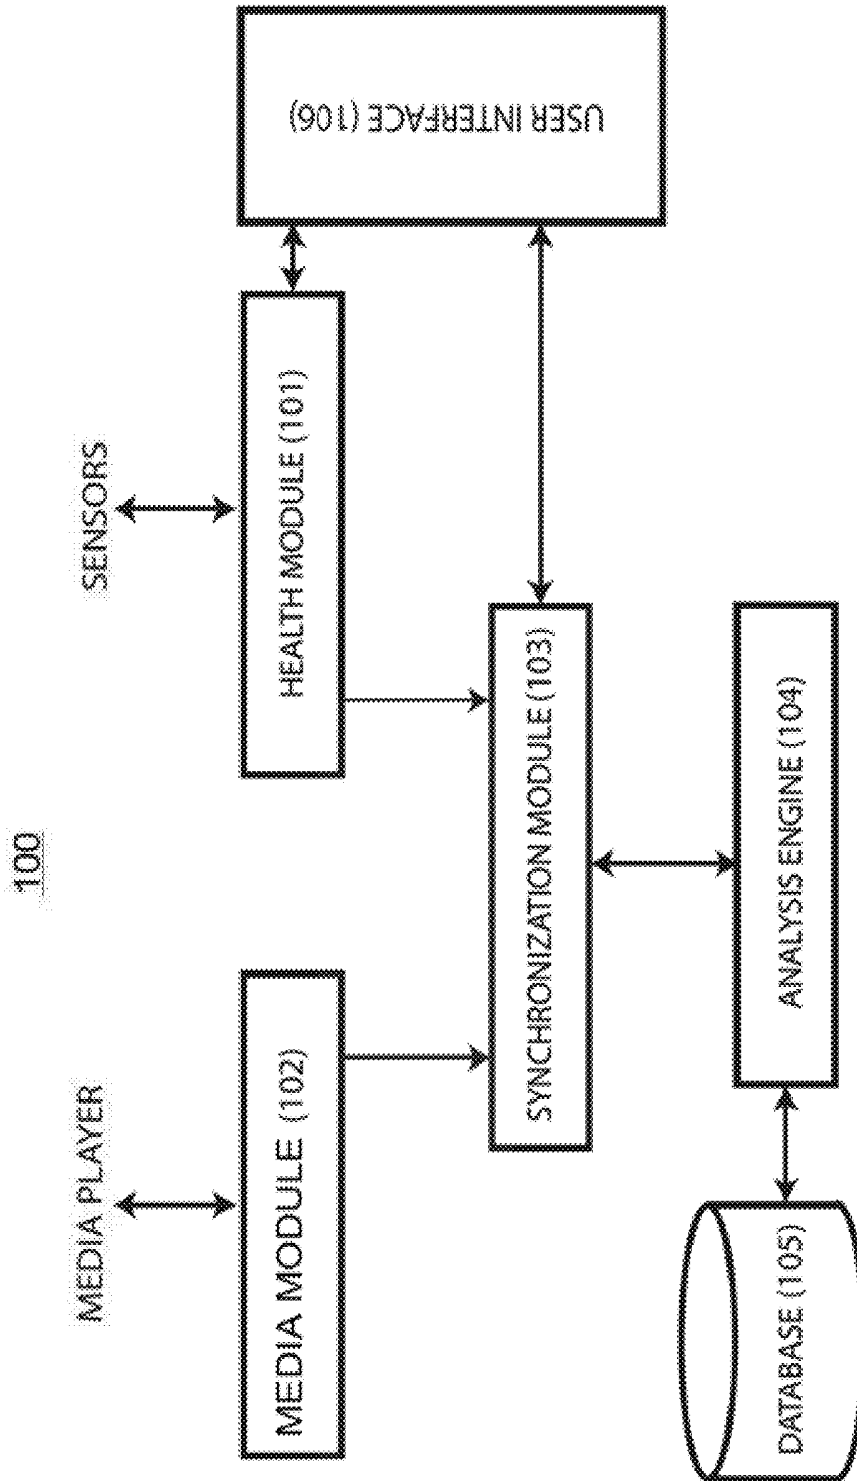 100
MEDIA PLAYER
SENSORS
MEDIA MODULE (102)
HEALTH MODULE (101)
USER INTERFACE (106)
SYNCHRONIZATION MODULE (103)
DATABASE (105)
ANALYSIS ENGINE (104)